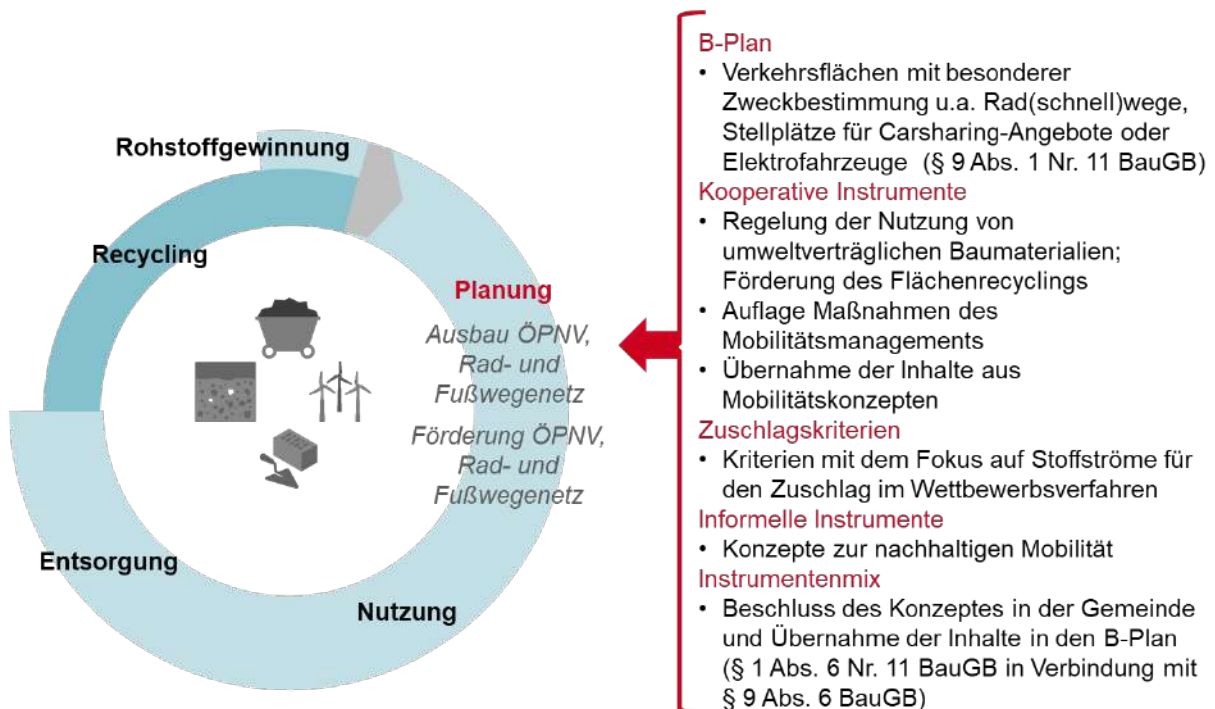 Rohstoffgewinnung
Recycling
Planung
Ausbau ÖPNV,
Rad- und
Fußwegenetz
Förderung ÖPNV,
Rad- und
Fußwegenetz
Entsorgung
Nutzung
B-Plan
• Verkehrsflächen mit besonderer
Zweckbestimmung u.a. Rad(schnell)wege,
Stellplätze für Carsharing-Angebote oder
Elektrofahrzeuge (§ 9 Abs. 1 Nr. 11 BauGB)
Kooperative Instrumente
• Regelung der Nutzung von
umweltverträglichen Baumaterialien;
Förderung des Flächenrecyclings
• Auflage Maßnahmen des
Mobilitätsmanagements
• Übernahme der Inhalte aus
Mobilitätskonzepten
Zuschlagskriterien
• Kriterien mit dem Fokus auf Stoffströme für
den Zuschlag im Wettbewerbsverfahren
Informelle Instrumente
• Konzepte zur nachhaltigen Mobilität
Instrumentenmix
• Beschluss des Konzeptes in der Gemeinde
und Übernahme der Inhalte in den B-Plan
(§ 1 Abs. 6 Nr. 11 BauGB in Verbindung mit
§ 9 Abs. 6 BauGB)